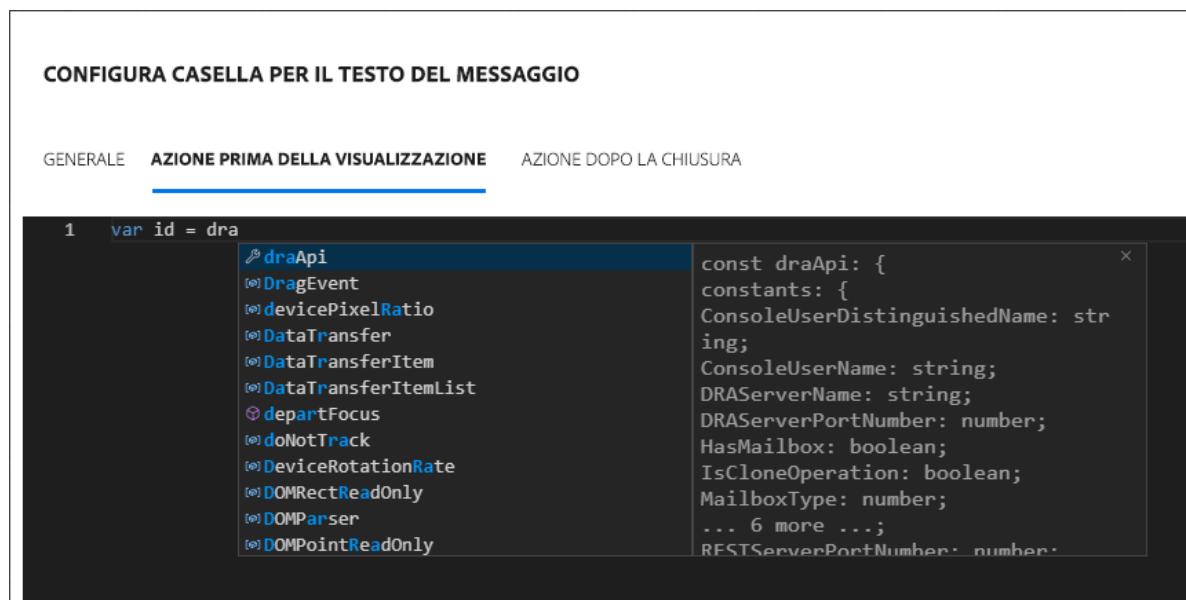 CONFIGURA CASELLA PER IL TESTO DEL MESSAGGIO
GENERALE AZIONE PRIMA DELLA VISUALIZZAZIONE AZIONE DOPO LA CHIUSURA
1 var id = dra
draApi
DragEvent
devicePixelRatio
DataTransfer
DataTransferItem
DataTransferItemList
departFocus
doNotTrack
DeviceRotationRate
DOMRectReadOnly
DOMParser
DOMPointReadOnly
const draApi: {
constants: {
ConsoleUserDistinguishedName: str
ing;
ConsoleUserName: string;
DRAServerName: string;
DRAServerPortNumber: number;
HasMailbox: boolean;
IsCloneOperation: boolean;
MailboxType: number;
... 6 more ...;
RESTServerPortNumber: number;